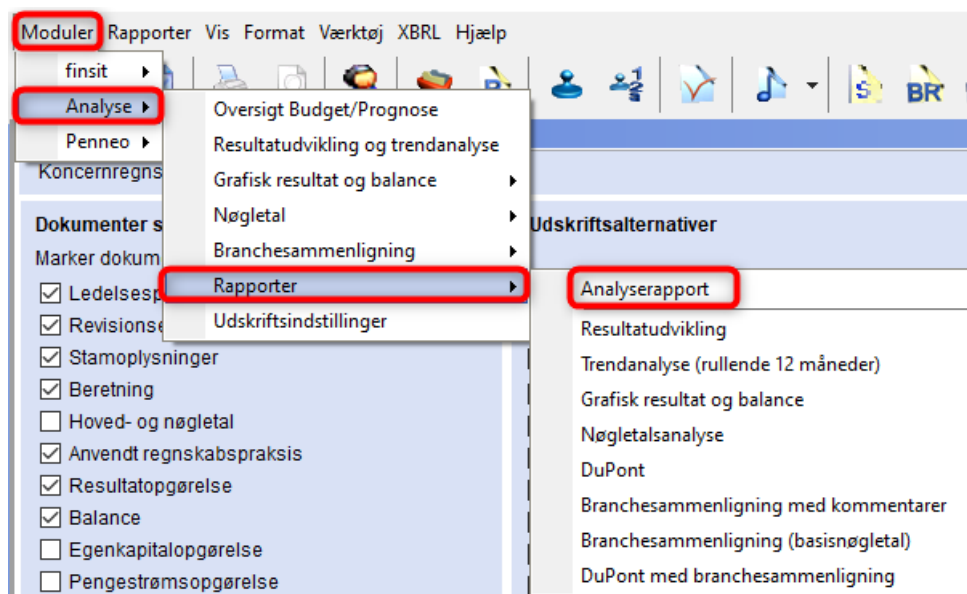 Moduler Rapporter Vis Format Værktøj XBRL Hjælp
finsit
Analyse
Penneo
Oversigt Budget/Prognose
Resultatudvikling og trendanalyse
Grafisk resultat og balance
Nøgletal
Branchesammenligning
Rapporter
Udskriftsindstillinger
Analyserapport
Resultatudvikling
Trendanalyse (rullende 12 måneder)
Grafisk resultat og balance
Nøgletalsanalyse
DuPont
Branchesammenligning med kommentarer
Branchesammenligning (basisnøgletal)
DuPont med branchesammenligning
BR
Koncernregns
Dokumenter s
Marker dokum
Ledelsesp
Revisionse
Stamoplysninger
Beretning
Hoved- og nøgletal
Anvendt regnskabspraksis
Resultatopgørelse
Balance
Egenkapitalopgørelse
Pengestrømsopgørelse
Udskriftsalternativer